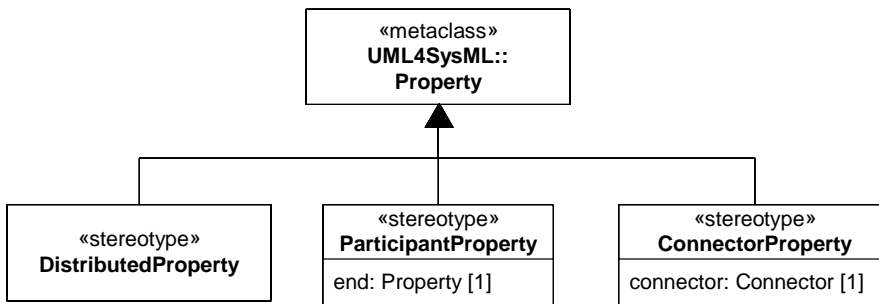 «metaclass»
UML4SysML::
Property
«stereotype»
DistributedProperty
«stereotype»
ParticipantProperty
end: Property [1]
«stereotype»
ConnectorProperty
connector: Connector [1]